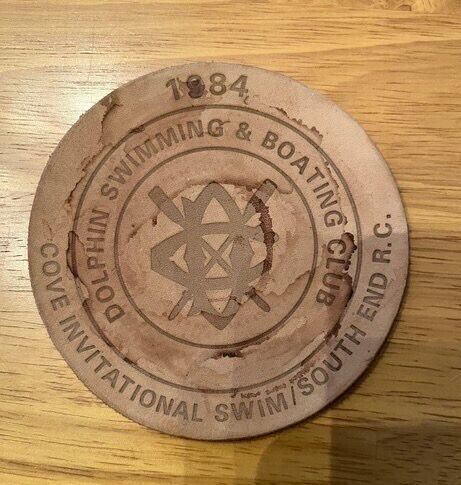 1984
DOLPHIN SWIMMING & BOATING CLUB
COVE INVITATIONAL SWIM/SOUTH END R.C.